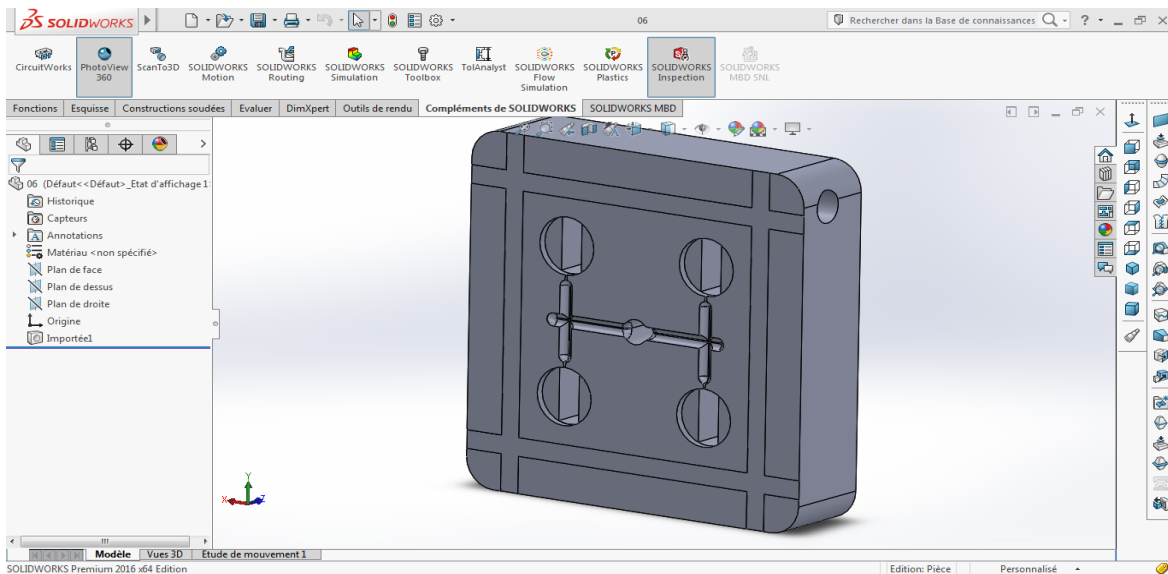 SOLIDWORKS
06
Rechercher dans la Base de connaissances
?
CircuitWorks
PhotoView
360
ScanTo3D
SOLIDWORKS
Motion
SOLIDWORKS
Routing
SOLIDWORKS
Simulation
SOLIDWORKS
Toolbox
TolAnalyst
SOLIDWORKS
Flow
Simulation
SOLIDWORKS
Plastics
SOLIDWORKS
Inspection
SOLIDWORKS
MBD SNL
Fonctions Esquisse Constructions soudées Evaluer DimXpert Outils de rendu Compléments de SOLIDWORKS SOLIDWORKS MBD
06 (Défaut<<Défaut>_Etat d'affichage 1
Historique
Capteurs
Annotations
Matériau <non spécifié>
Plan de face
Plan de dessus
Plan de droite
Origine
Importée1
Y
X
Z
Modèle Vues 3D Etude de mouvement 1
SOLIDWORKS Premium 2016 x64 Edition
Edition: Pièce
Personnalisé